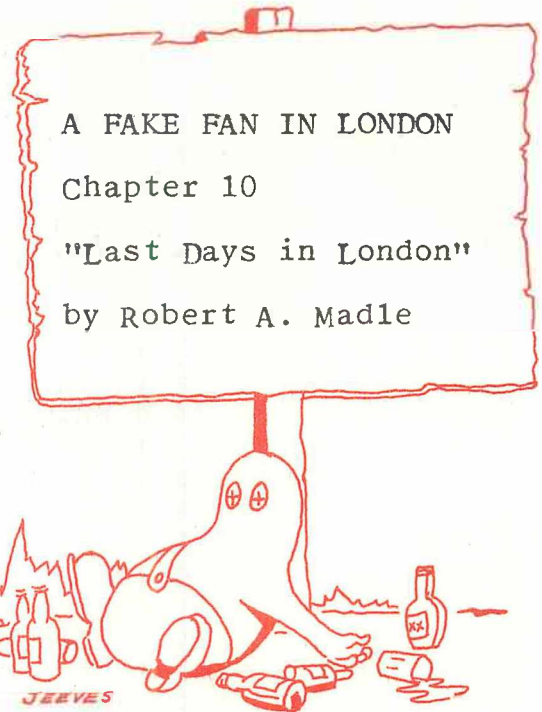 A FAKE FAN IN LONDON
Chapter 10
"Last Days in London"
by Robert A. Madle
XX
JEEVES